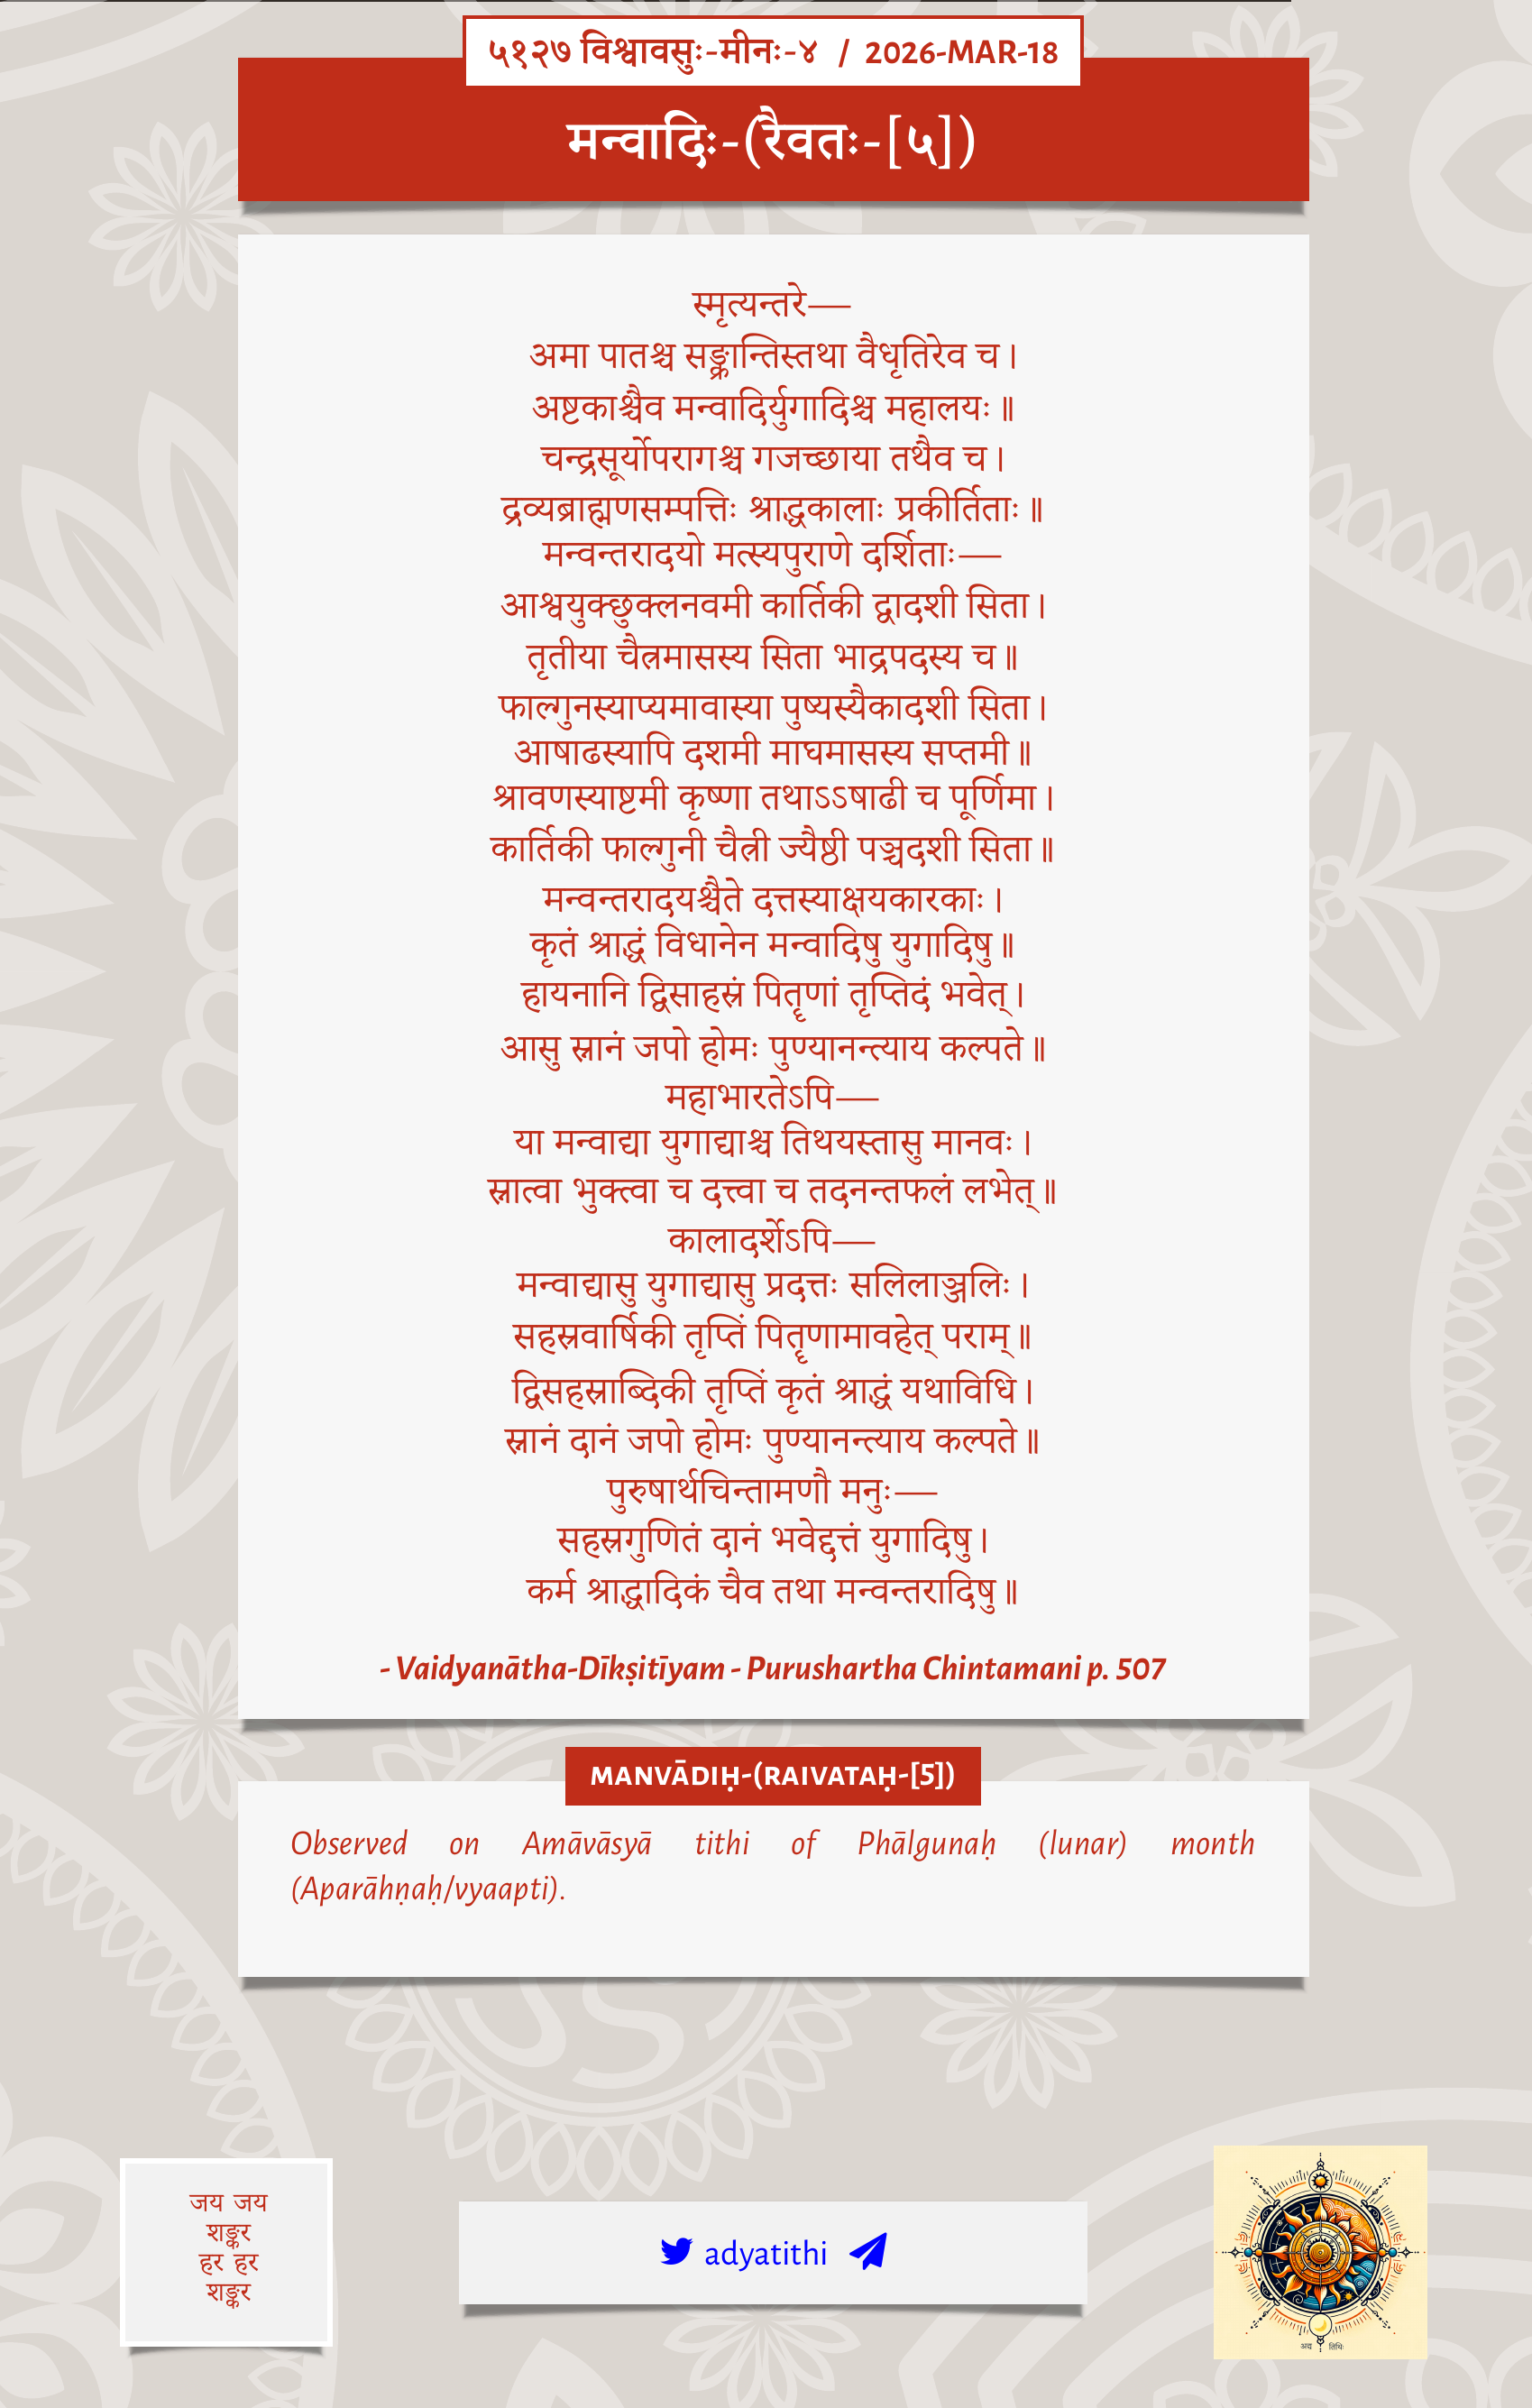 ५१२७ विश्वावसुः-मीनः-४ / 2026-MAR-18
मन्वादिः-(रैवतः-[५])
स्मृत्यन्तरे—
अमा पातश्च सङ्क्रान्तिस्तथा वैधृतिरेव च।
अष्टकाश्चैव मन्वादिर्युगादिश्च महालयः॥
चन्द्रसूर्योपरागश्च गजच्छाया तथैव च।
द्रव्यब्राह्मणसम्पत्तिः श्राद्धकालाः प्रकीर्तिताः॥
मन्वन्तरादयो मत्स्यपुराणे दर्शिताः—
आश्वयुक्छुक्लनवमी कार्तिकी द्वादशी सिता।
तृतीया चैत्रमासस्य सिता भाद्रपदस्य च॥
फाल्गुनस्याप्यमावास्या पुष्यस्यैकादशी सिता।
आषाढस्यापि दशमी माघमासस्य सप्तमी॥
श्रावणस्याष्टमी कृष्णा तथाऽऽषाढी च पूर्णिमा।
कार्तिकी फाल्गुनी चैत्री ज्यैष्ठी पञ्चदशी सिता॥
मन्वन्तरादयश्चैते दत्तस्याक्षयकारकाः।
कृतं श्राद्धं विधानेन मन्वादिषु युगादिषु॥
हायनानि द्विसाहस्रं पितॄणां तृप्तिदं भवेत्।
आसु स्नानं जपो होमः पुण्यानन्त्याय कल्पते॥
महाभारतेऽपि—
या मन्वाद्या युगाद्याश्च तिथयस्तासु मानवः।
स्नात्वा भुक्त्वा च दत्त्वा च तदनन्तफलं लभेत्॥
कालादर्शेऽपि—
मन्वाद्यासु युगाद्यासु प्रदत्तः सलिलाञ्जलिः।
सहस्रवार्षिकी तृप्तिं पितॄणामावहेत् पराम्॥
द्विसहस्राब्दिकी तृप्तिं कृतं श्राद्धं यथाविधि।
स्नानं दानं जपो होमः पुण्यानन्त्याय कल्पते॥
पुरुषार्थचिन्तामणौ मनुः—
सहस्रगुणितं दानं भवेद्दत्तं युगादिषु।
कर्म श्राद्धादिकं चैव तथा मन्वन्तरादिषु॥
- Vaidyanātha-Dīkṣitīyam - Purushartha Chintamani p. 507
MANVĀDIḤ-(RAIVATAḤ-[5])
Observed on Amāvāsyā tithi of Phālgunaḥ (lunar) month
(Aparāhṇaḥ/vyaapti).
जय जय
शङ्कर
हर हर
शङ्कर
adyatithi
अद्य तिथिः